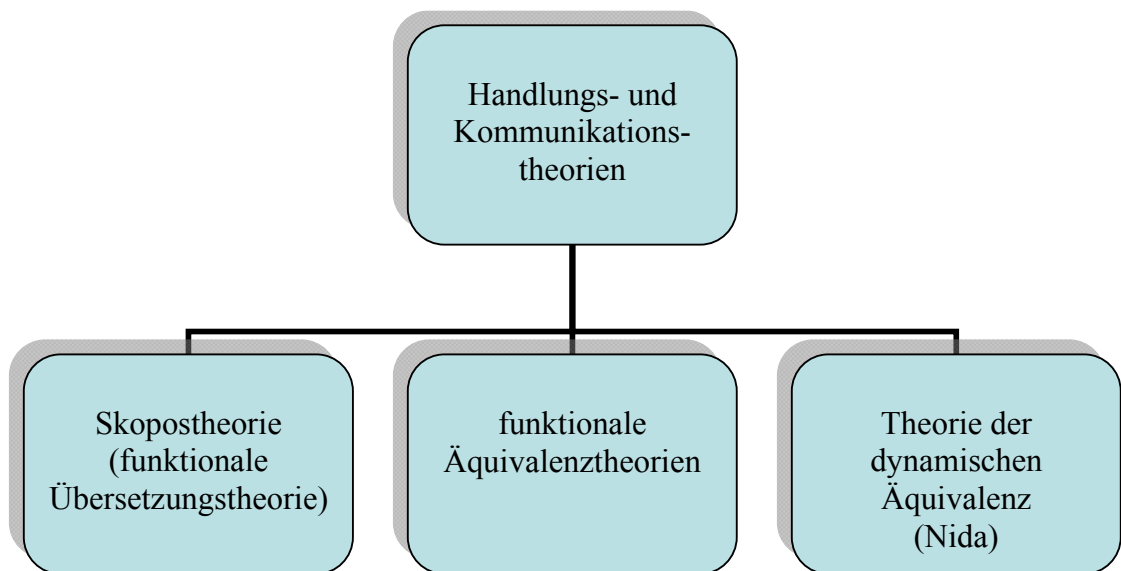 Handlungs- und
Kommunikations-
theorien
Skopostheorie
(funktionale
Übersetzungstheorie)
funktionale
Äquivalenztheorien
Theorie der
dynamischen
Äquivalenz
(Nida)